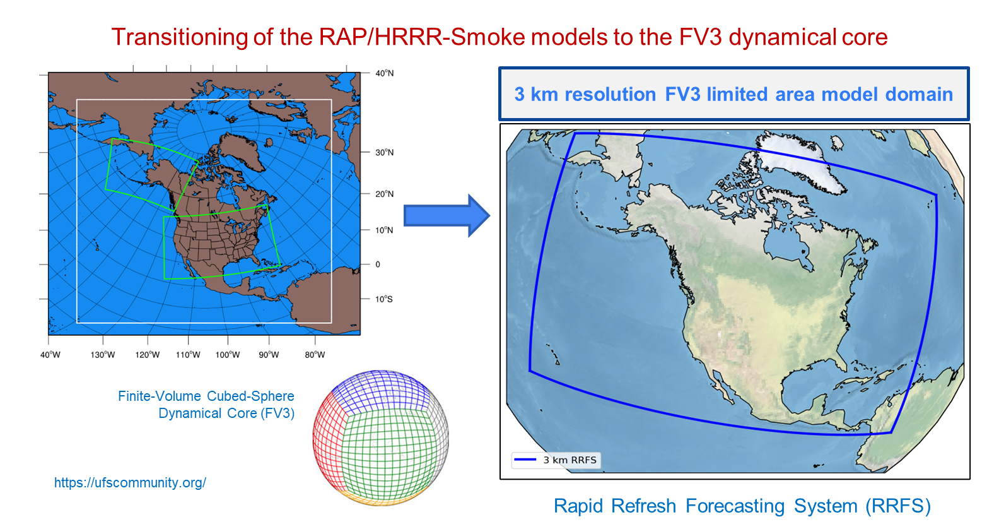 Transitioning of the RAP/HRRR-Smoke models to the FV3 dynamical core
40°N
30°N
20°N
10°N
0
10°S
40°W 130°W 120°W 110°W 100°W 90°W 80°W
3 km resolution FV3 limited area model domain
3 km RRFS
Finite-Volume Cubed-Sphere
Dynamical Core (FV3)
https://ufscommunity.org/
Rapid Refresh Forecasting System (RRFS)